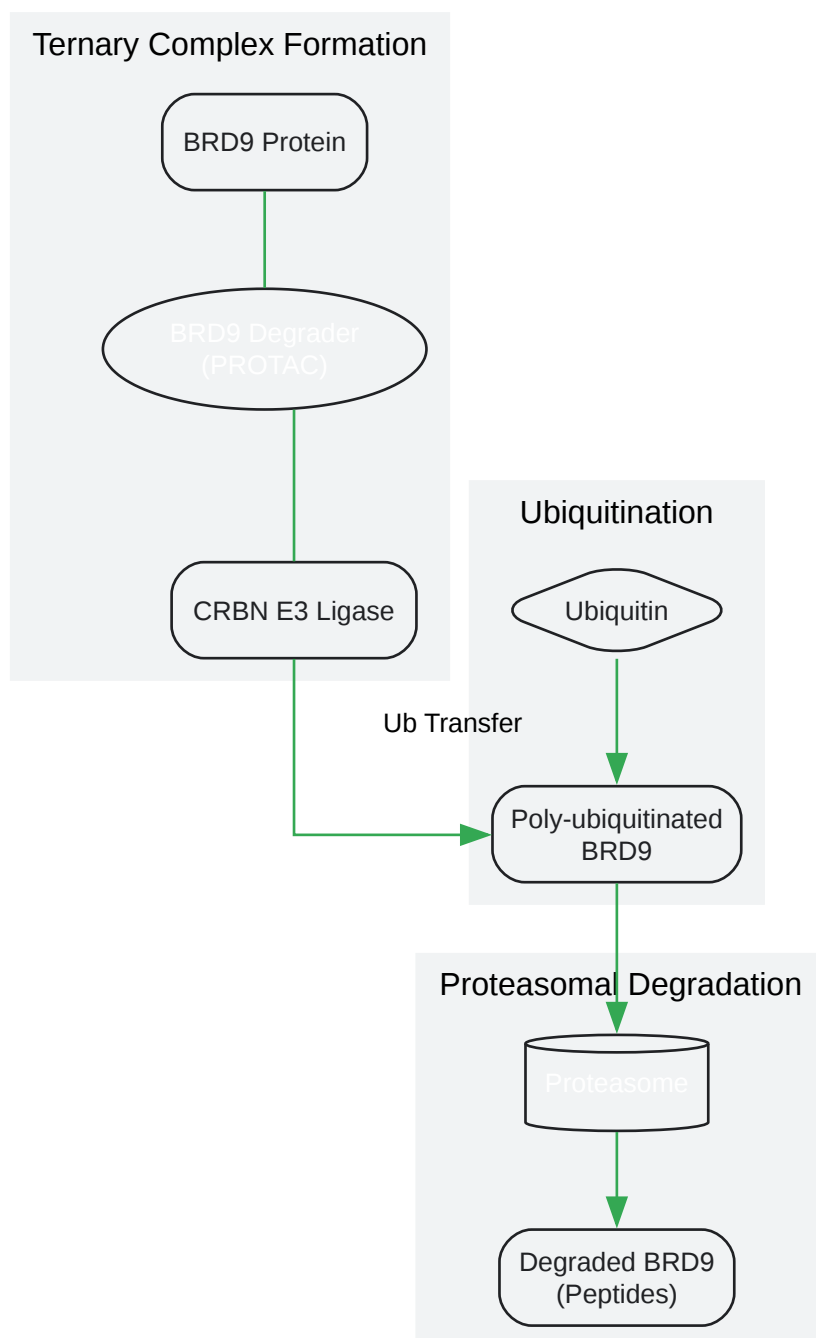 Ternary Complex Formation
BRD9 Protein
BRD9 Degrader
(PROTAC)
CRBN E3 Ligase
Ubiquitination
Ubiquitin
Ub Transfer
Poly-ubiquitinated
BRD9
Proteasomal Degradation
Proteasome
Degraded BRD9
(Peptides)